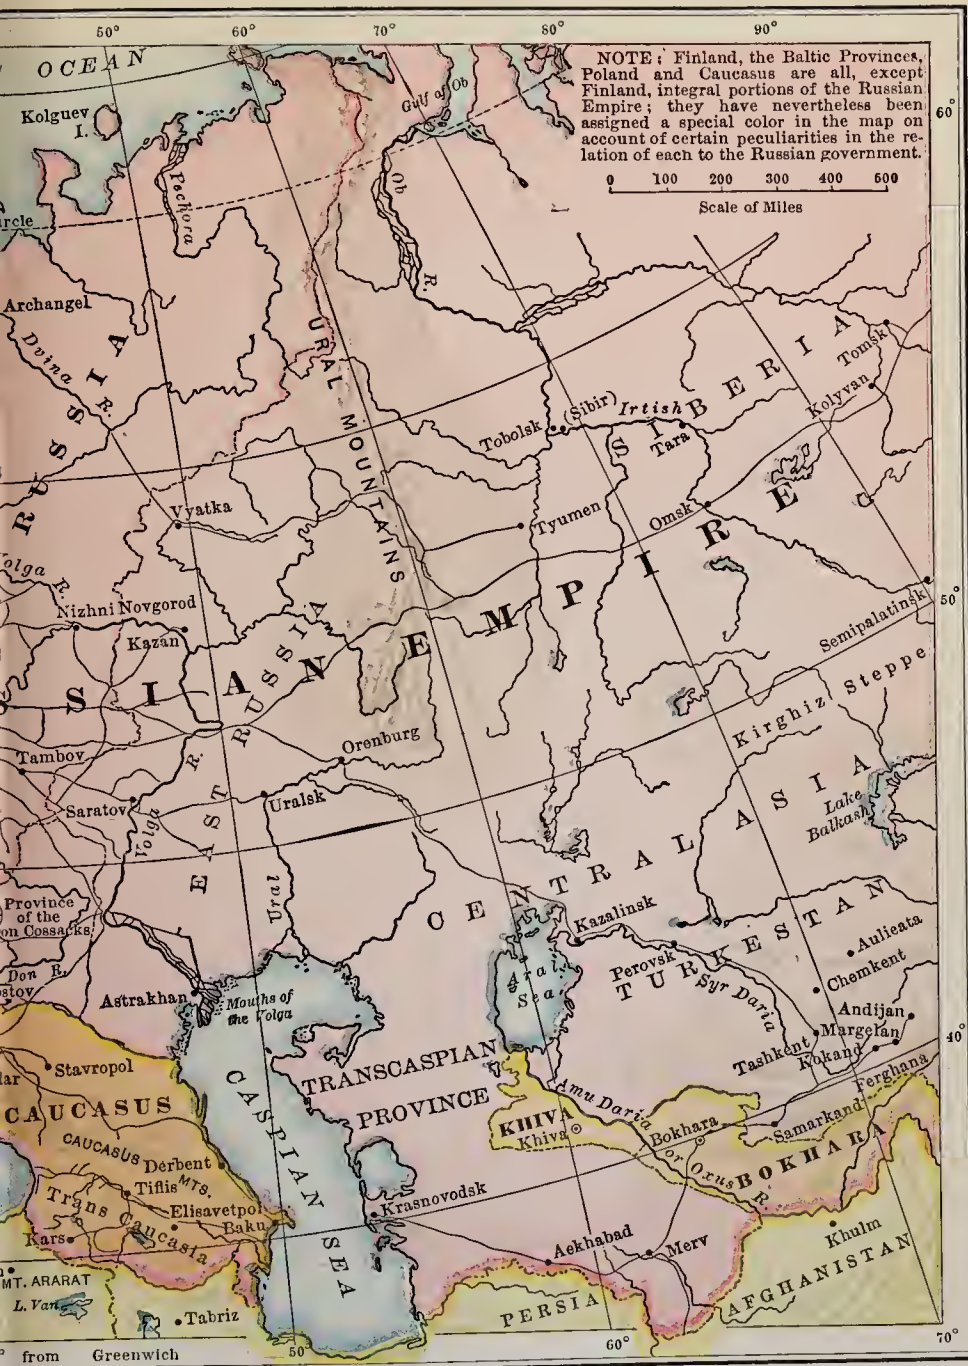 50°
60°
70°
80°
90°
OCEAN
Kolguev
I.
Gulf of Ob
NOTE: Finland, the Baltic Provinces,
Poland and Caucasus are all, except
Finland, integral portions of the Russian
Empire; they have nevertheless been
assigned a special color in the map on
account of certain peculiarities in the re-
lation of each to the Russian government.
60°
0 100 200 300 400 600
Scale of Miles
Pechora
Ob
R.
rcle
Archangel
Dvina R.
RUSSIA
URAL MOUNTAINS
Tobolsk
(Sibir)
Irtish
Tara
SIBERIA
Tomsk
Kolyvan
Vyatka
Tyumen
Omsk
olga R.
Nizhni Novgorod
Kazan
SIAN EMPIRE
Semipalatinsk
50°
Kirghiz Steppe
EAST RUSSIA
Tambov
Orenburg
Saratov
Volga R.
Uralsk
Ural
Lake
Balkash
CENTRAL ASIA
Province
of the
on Cossacks
Don R.
stov
Astrakhan
Mouths of
the Volga
Aral
Sea
Kazalinsk
Perovsk
TURKESTAN
Syr Daria
Aulieata
Chemkent
Andijan
Margelan
Tashkent
Kokand
Ferghana
40°
lar
Stavropol
CAUCASUS
CAUCASUS MTS.
Derbent
Tiflis
Trans Caucasia
Elisavetpol
Baku
Kars
CASPIAN SEA
TRANSCASPIAN
PROVINCE
KHIVA
Khiva
Amu Daria
or Oxus R.
Bokhara
BOKHARA
Samarkand
Krasnovodsk
Aekhabad
Merv
Khulm
AFGHANISTAN
PERSIA
MT. ARARAT
L. Van
Tabriz
° from Greenwich
50°
60°
70°